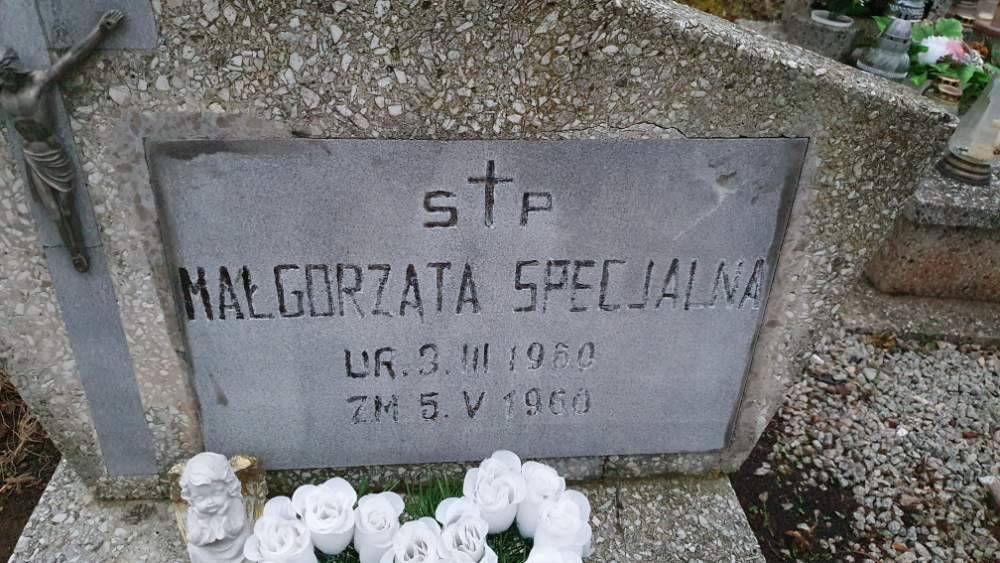 S†P
MAŁGORZATA SPECJALNA
UR. 3. III 1960
ZM 5. V 1960